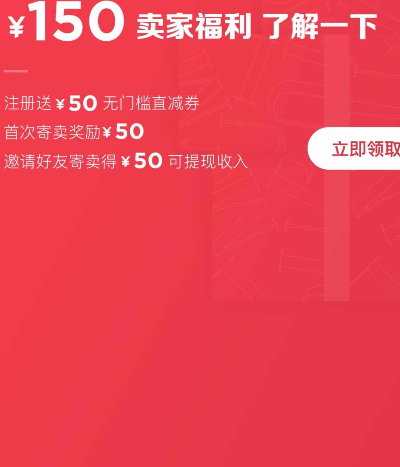 ¥150 卖家福利 了解一下
注册送¥50 无门槛直减券
首次寄卖奖励¥50
邀请好友寄卖得¥50 可提现收入
立即领取